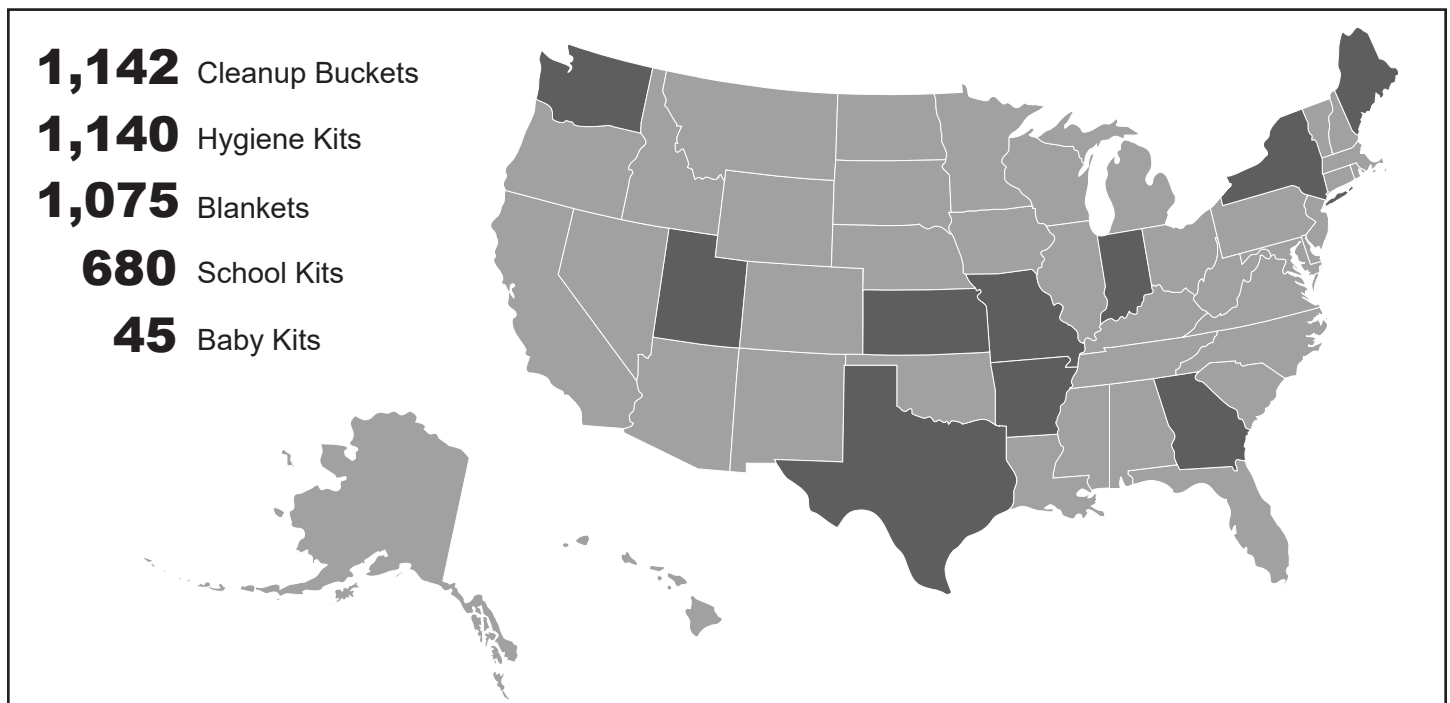 1,142 Cleanup Buckets
1,140 Hygiene Kits
1,075 Blankets
680 School Kits
45 Baby Kits